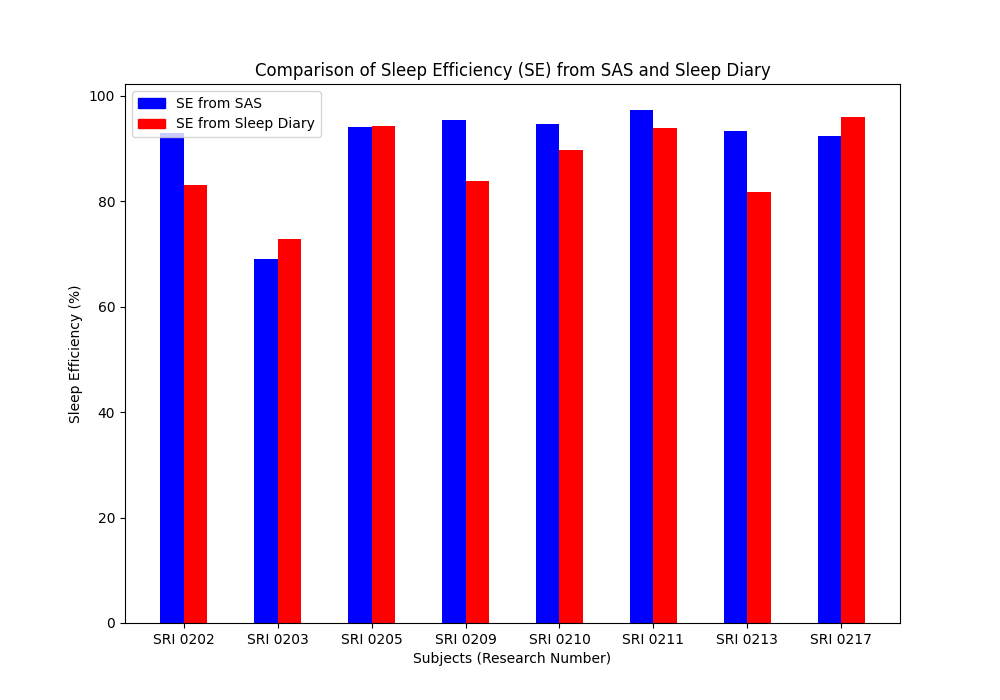 Comparison of Sleep Efficiency (SE) from SAS and Sleep Diary
SE from SAS
SE from Sleep Diary
100
80
60
40
20
0
Sleep Efficiency (%)
SRI 0202 SRI 0203 SRI 0205 SRI 0209 SRI 0210 SRI 0211 SRI 0213 SRI 0217
Subjects (Research Number)